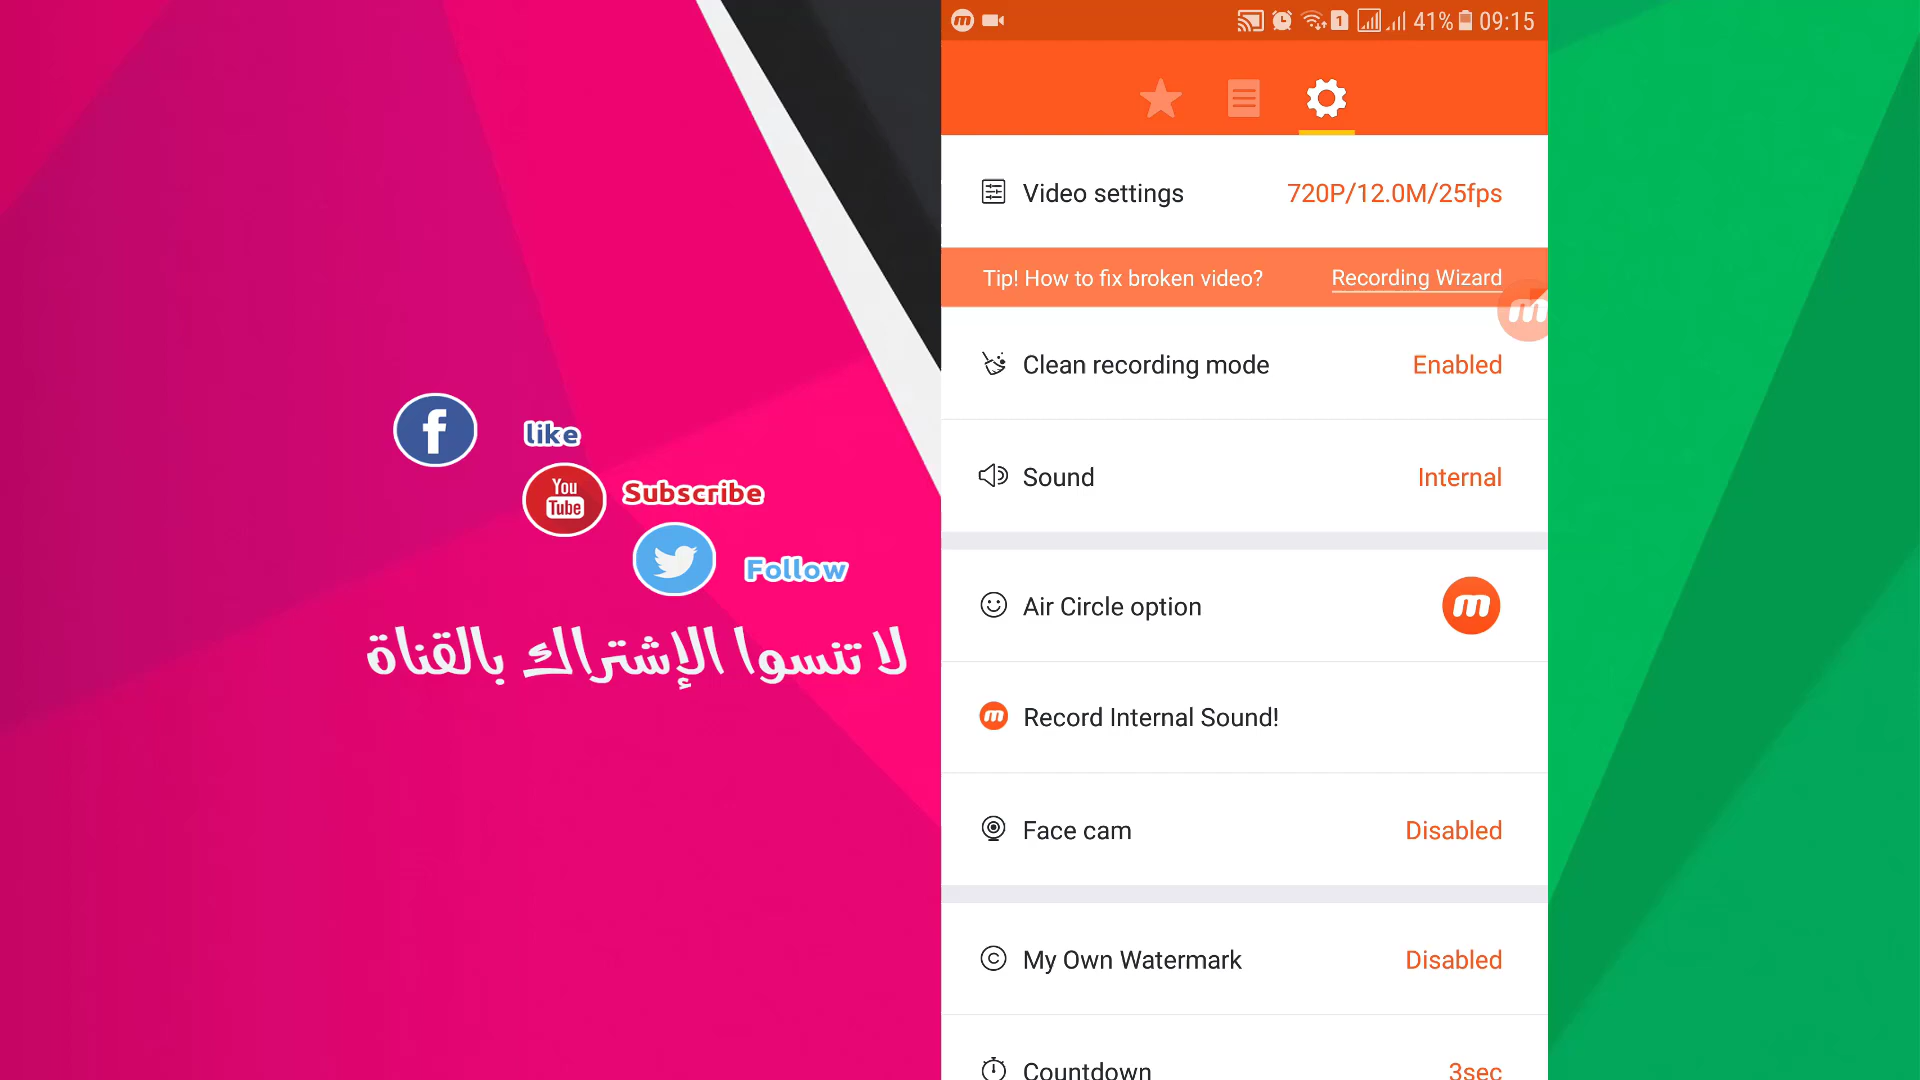 f
like
You
Tube
Subscribe
Follow
لا تنسوا الإشتراك بالقناة
m
1
41%
09:15
Video settings
720P/12.0M/25fps
Tip! How to fix broken video?
Recording Wizard
m
Clean recording mode
Enabled
Sound
Internal
Air Circle option
m
m
Record Internal Sound!
Face cam
Disabled
My Own Watermark
Disabled
Countdown
3sec